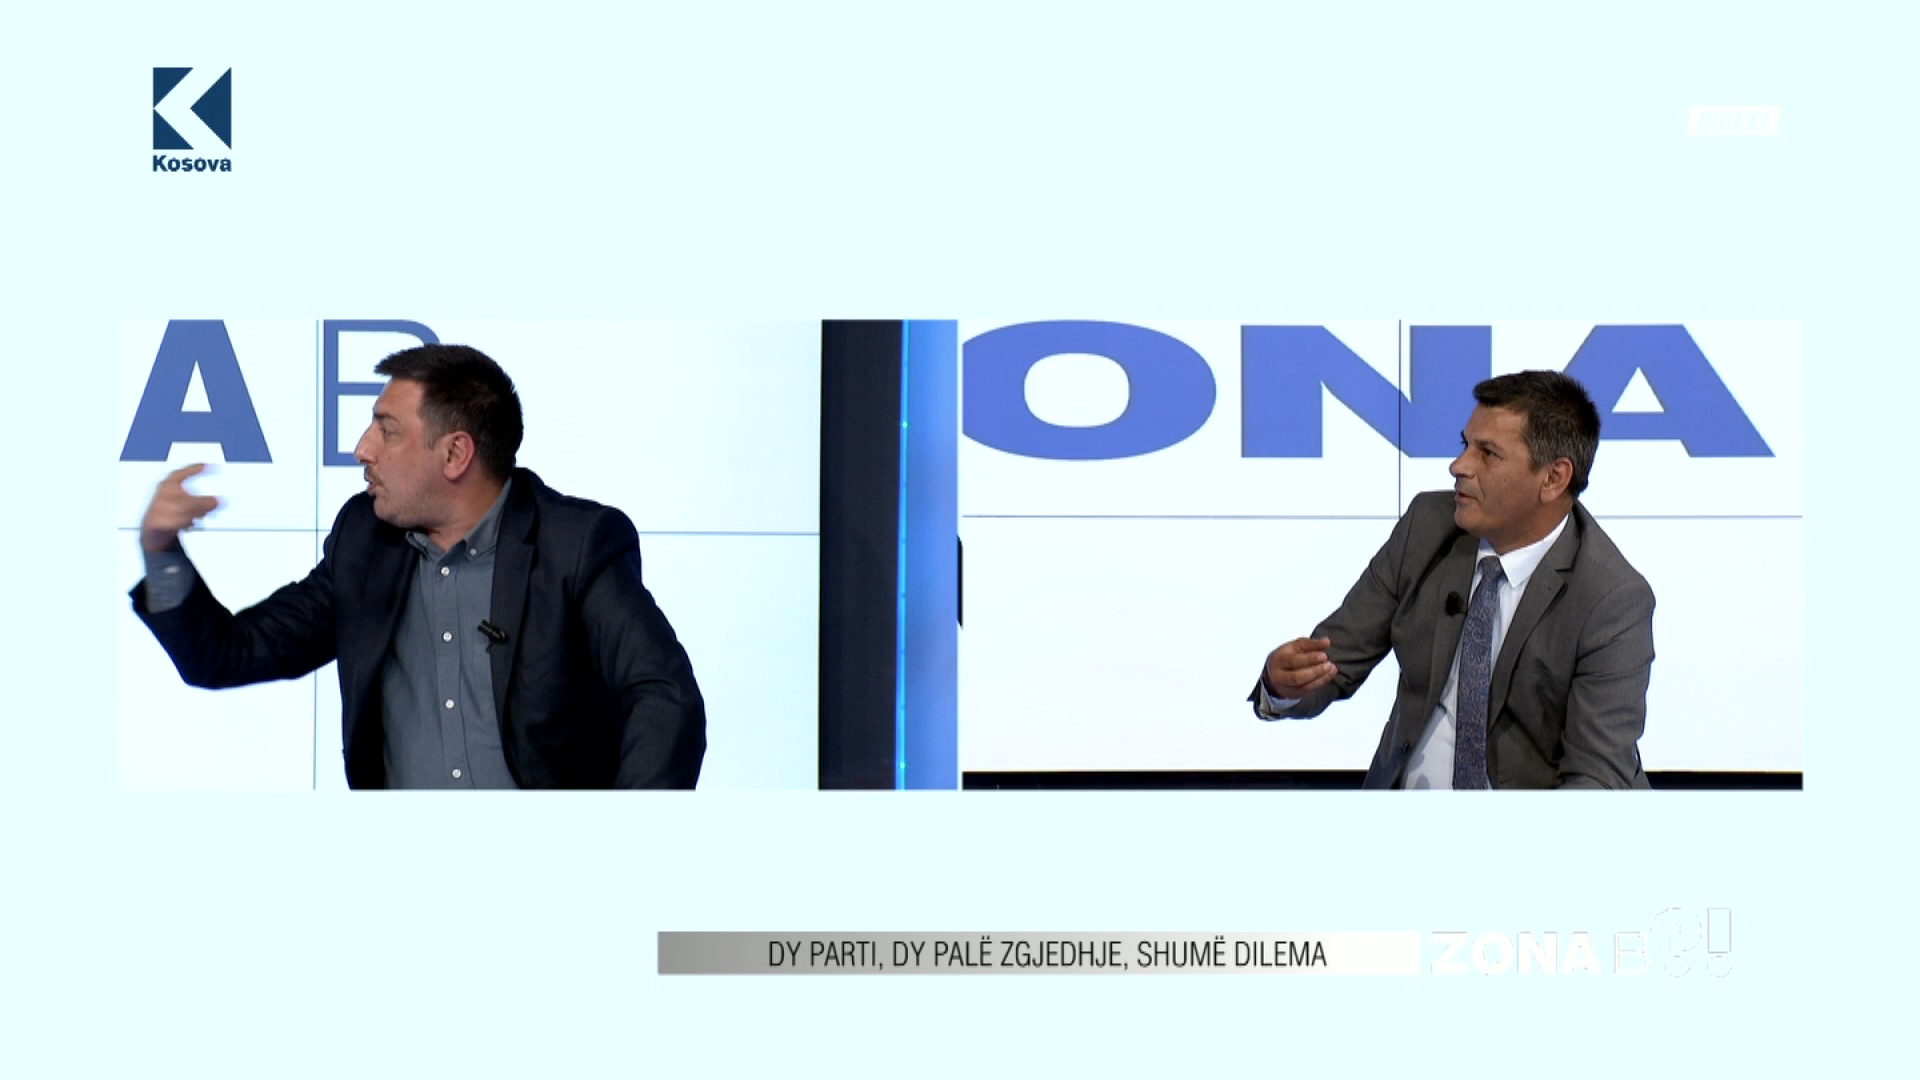 Kosova
A B
ONA
DY PARTI, DY PALË ZGJEDHJE, SHUMË DILEMA
ZONA B?!